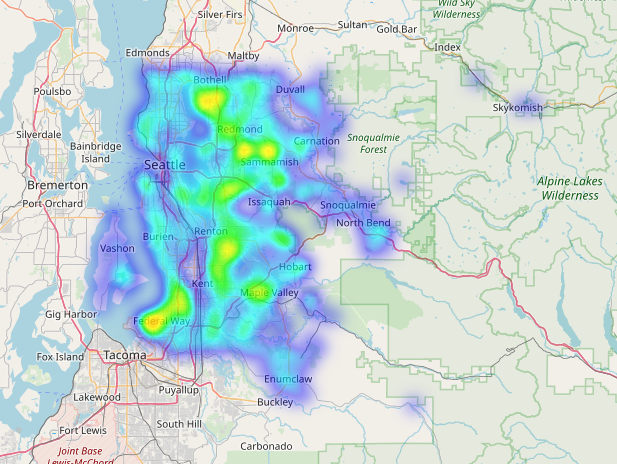 Silver Firs
Wild Sky
Wilderness
Monroe
Sultan
Gold Bar
Edmonds
Maltby
Index
Bothell
Poulsbo
Duvall
Skykomish
Silverdale
Redmond
Carnation
Snoqualmie
Forest
Bainbridge
Island
Seattle
Sammamish
Bremerton
Alpine Lakes
Wilderness
Port Orchard
Issaquah
Snoqualmie
North Bend
Burien
Renton
Vashon
Hobart
Kent
Maple Valley
Gig Harbor
Federal Way
Fox Island
Tacoma
Enumclaw
Puyallup
Lakewood
Buckley
Fort Lewis
South Hill
Carbonado
Joint Base
Lewis-McChord